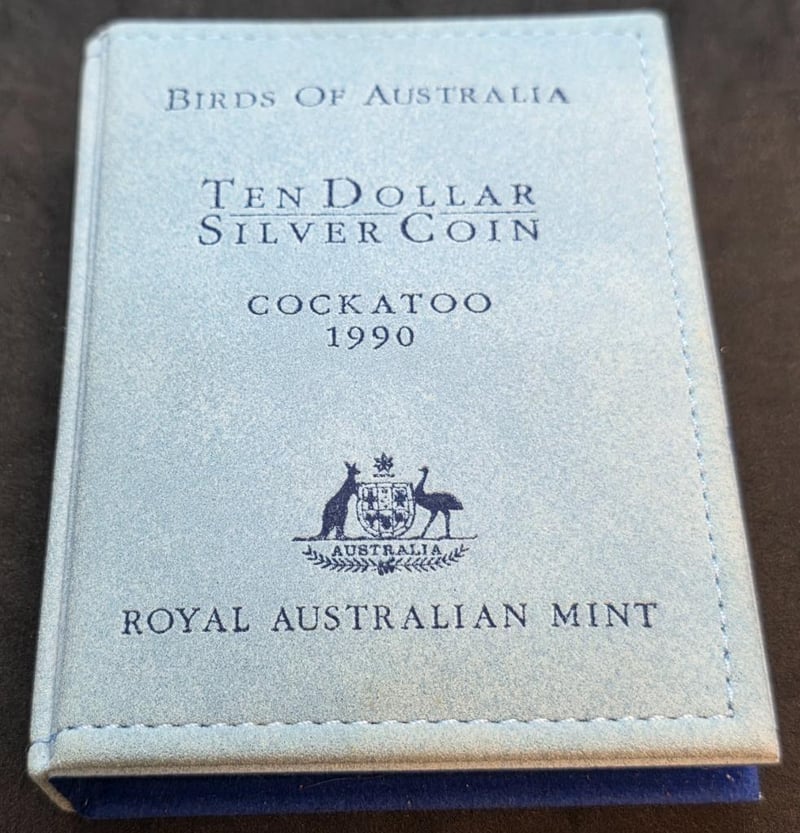 BIRDS OF AUSTRALIA
TEN DOLLAR
SILVER COIN
COCKATOO
1990
AUSTRALIA
ROYAL AUSTRALIAN MINT